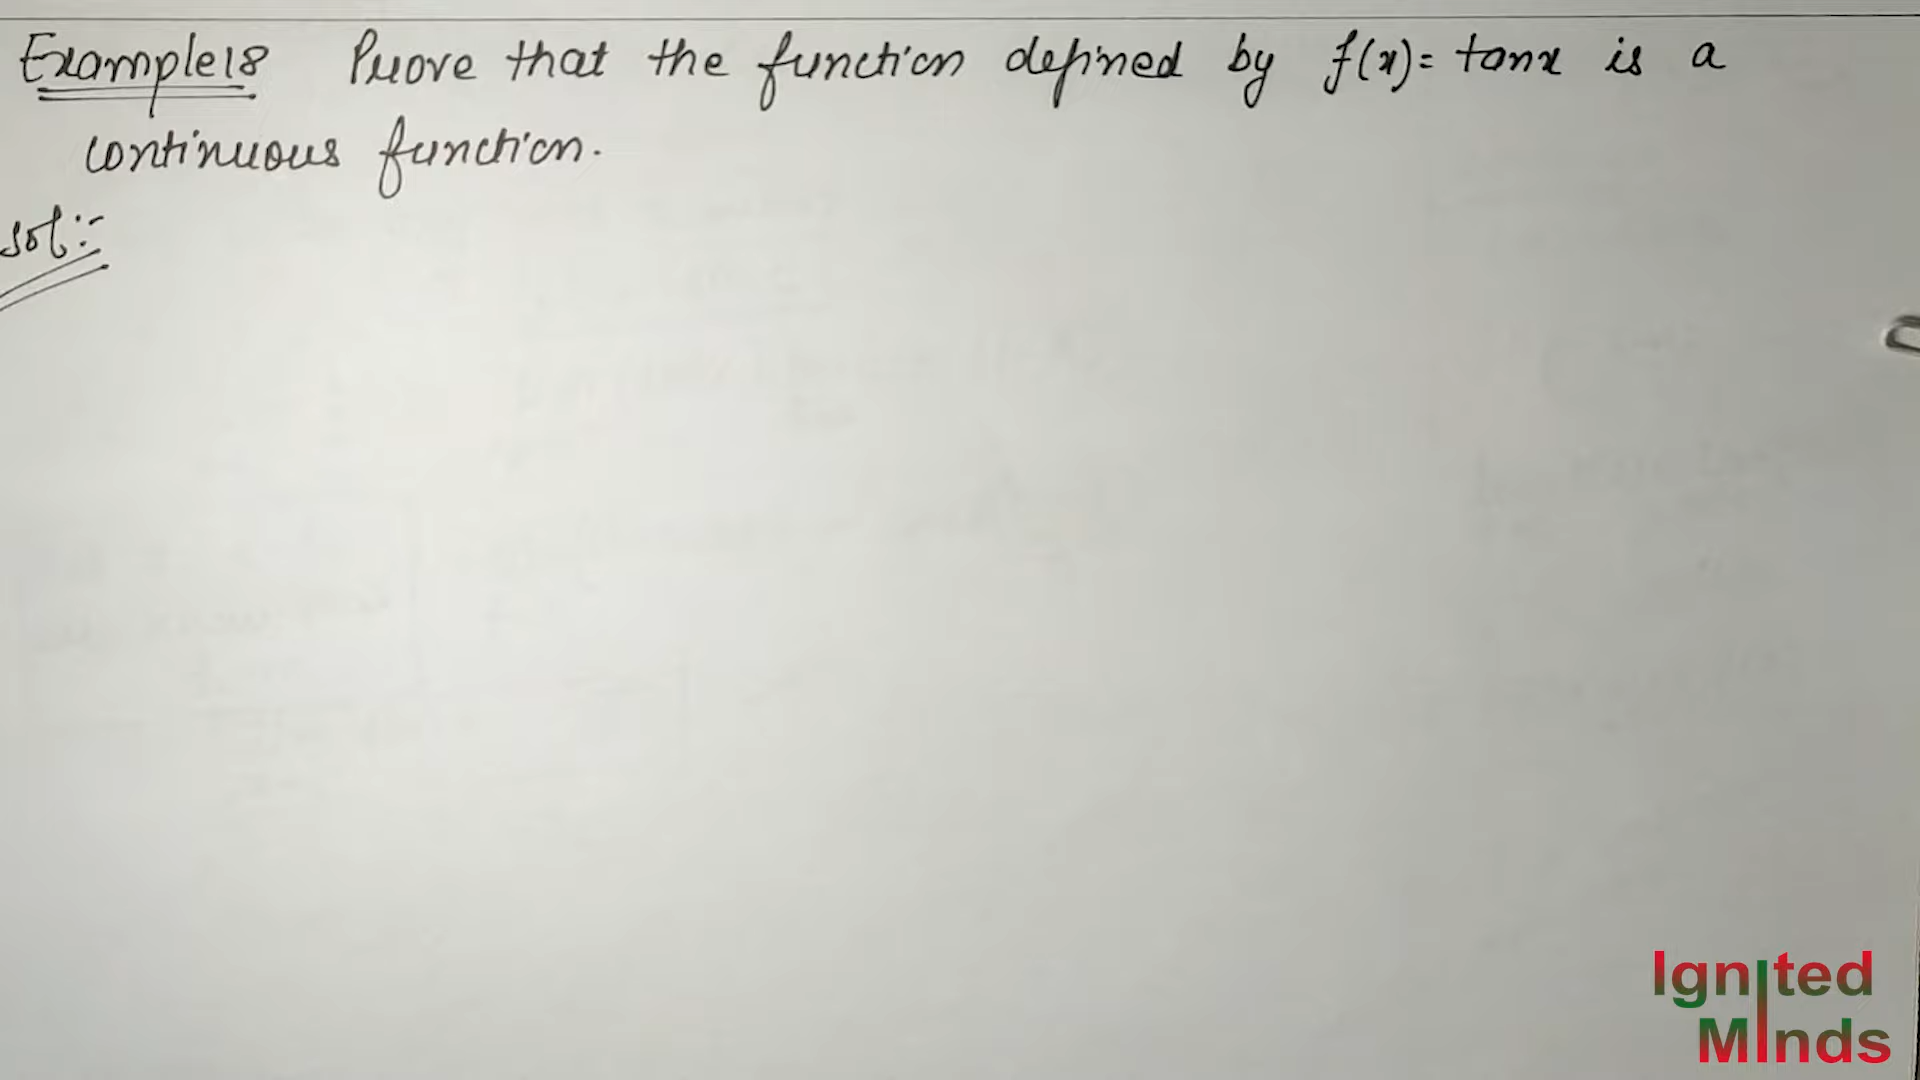 Example18 Prove that the function defined by f(x)= tanx is a
continuous function.
Sol:-
Ignited
Minds